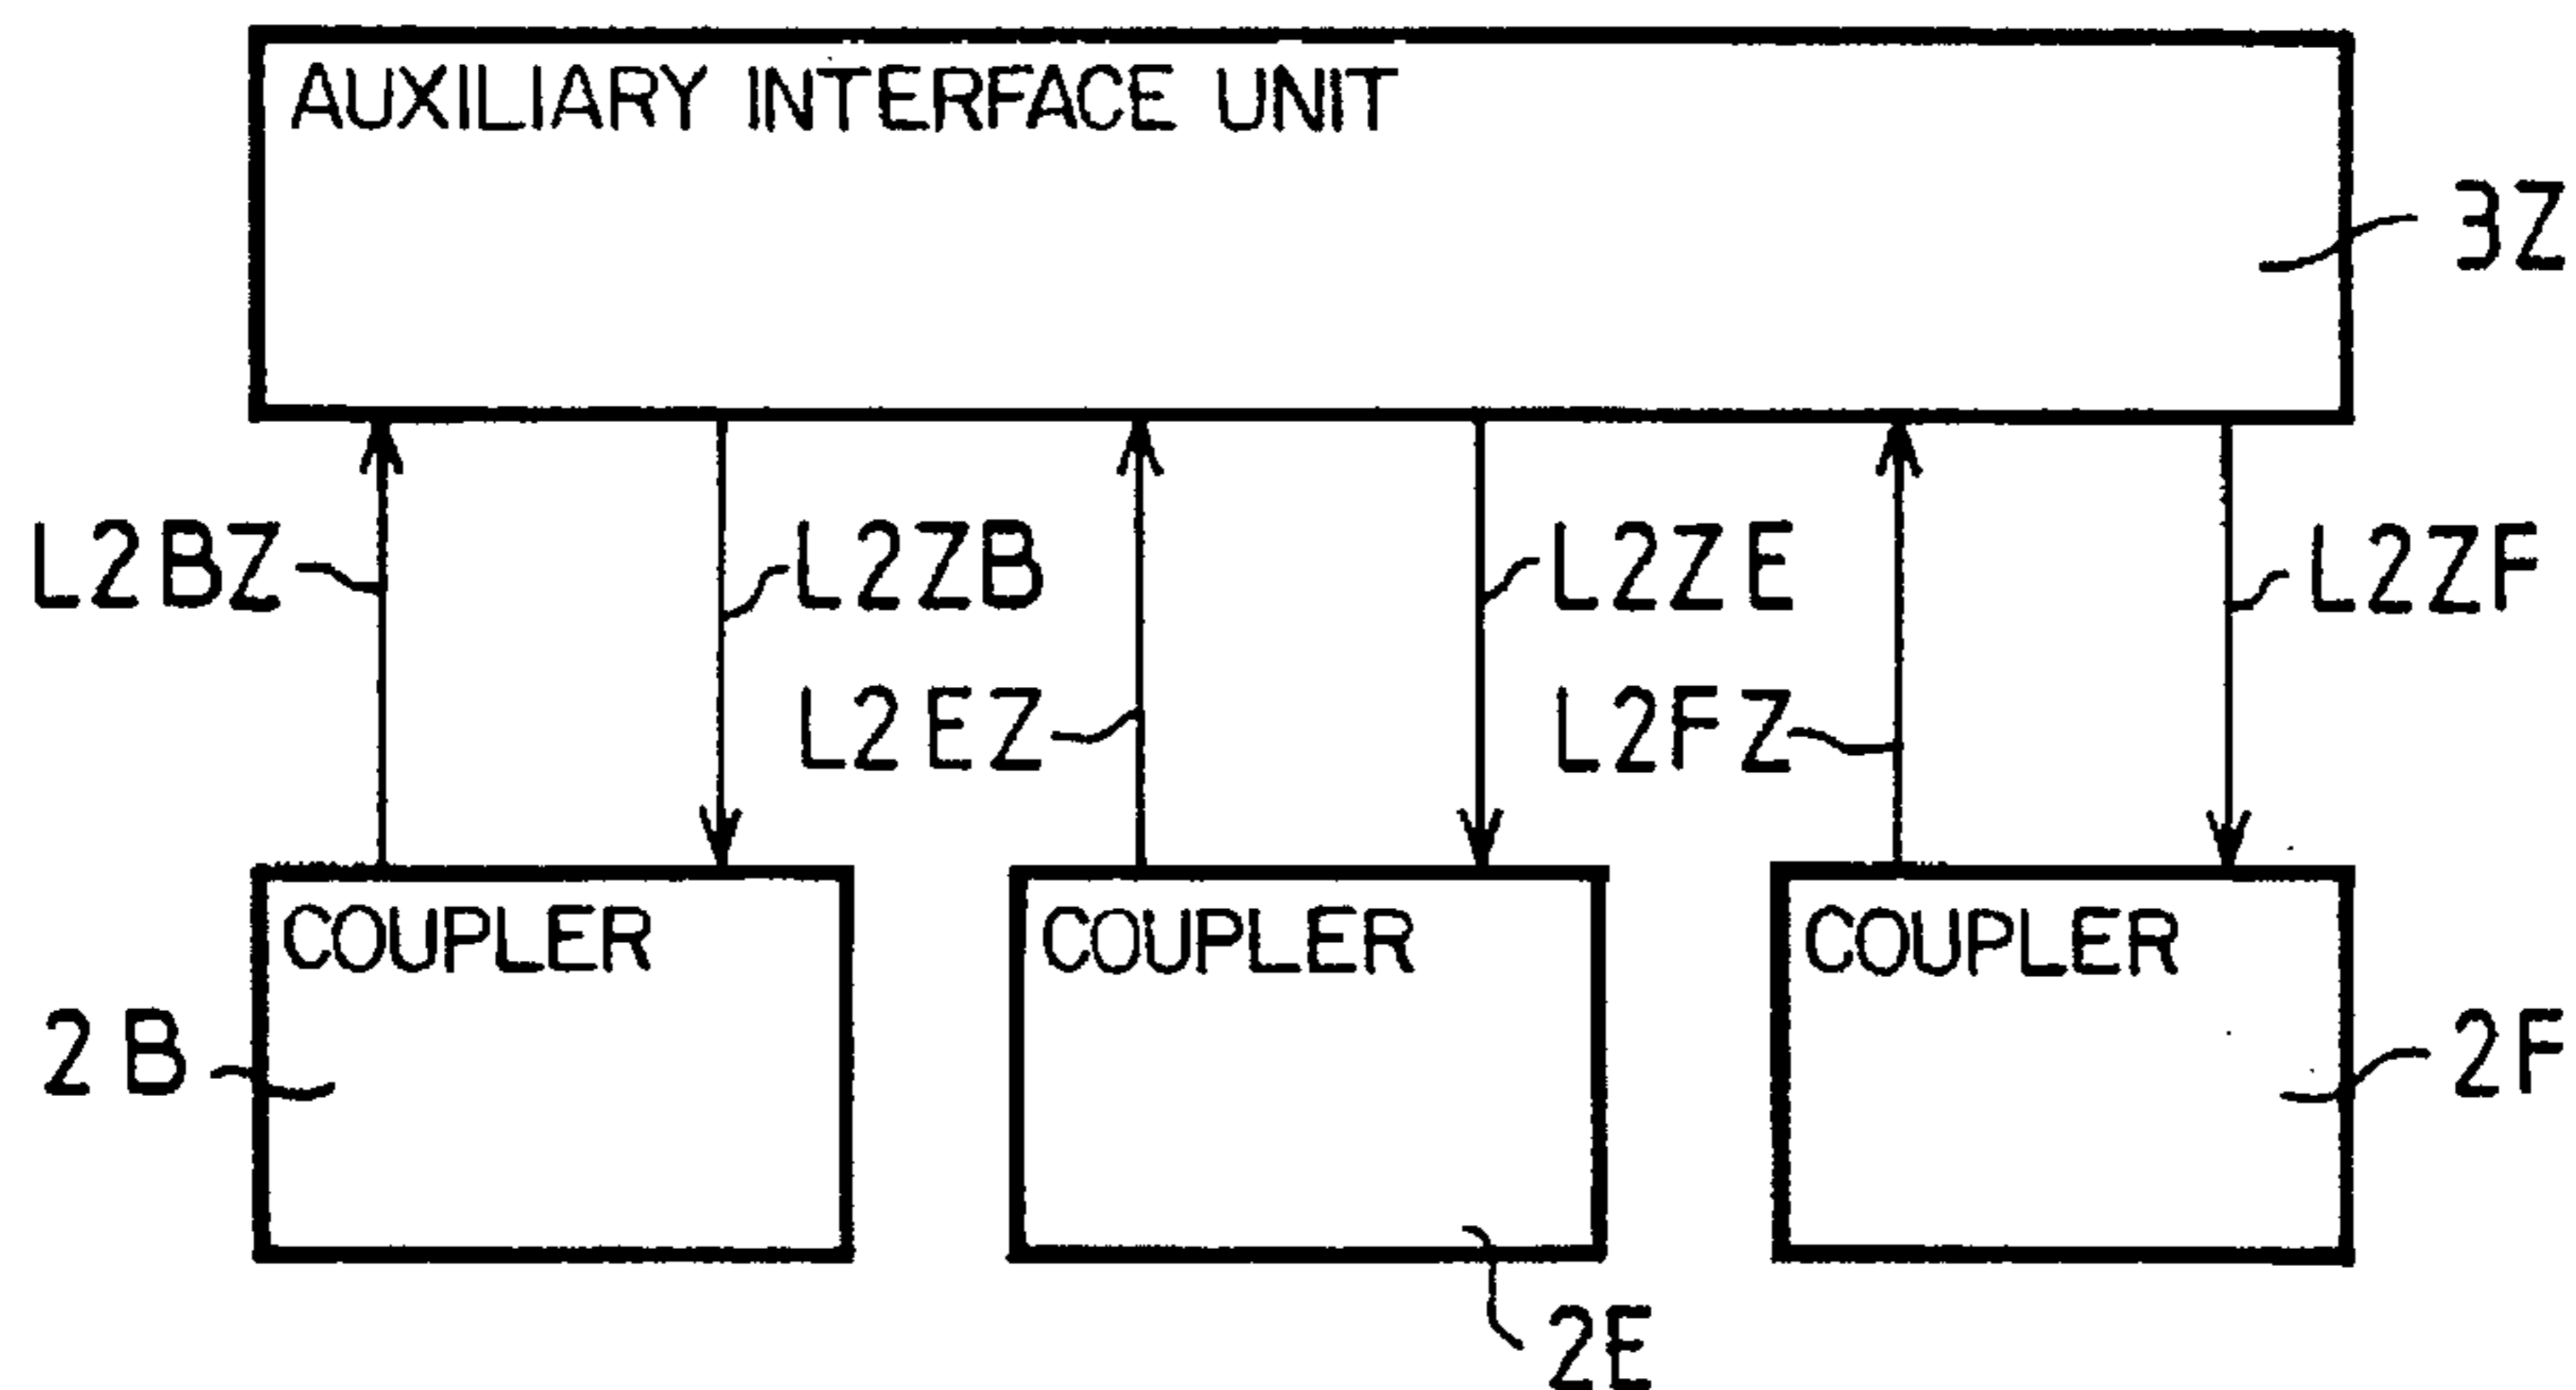 AUXILIARY INTERFACE UNIT
3Z
L2BZ
L2ZB
L2ZE
L2ZF
L2EZ
L2FZ
COUPLER
COUPLER
COUPLER
2B
2F
2E